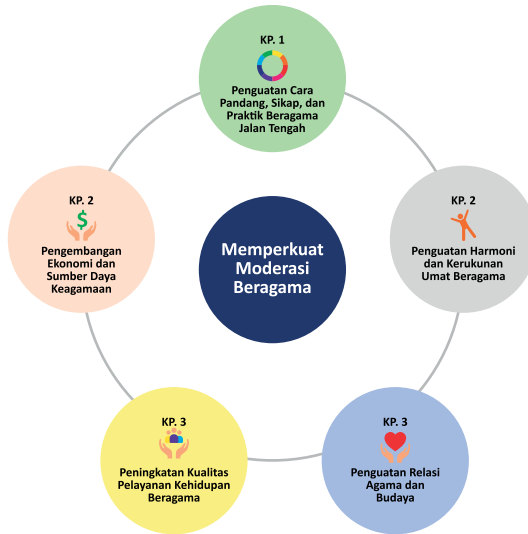 KP. 1
Penguatan Cara
Pandang, Sikap, dan
Praktik Beragama
Jalan Tengah
KP. 2
$
Pengembangan
Ekonomi dan
Sumber Daya
Keagamaan
Memperkuat
Moderasi
Beragama
KP. 2
Penguatan Harmoni
dan Kerukunan
Umat Beragama
KP. 3
Peningkatan Kualitas
Pelayanan Kehidupan
Beragama
KP. 3
Penguatan Relasi
Agama dan
Budaya